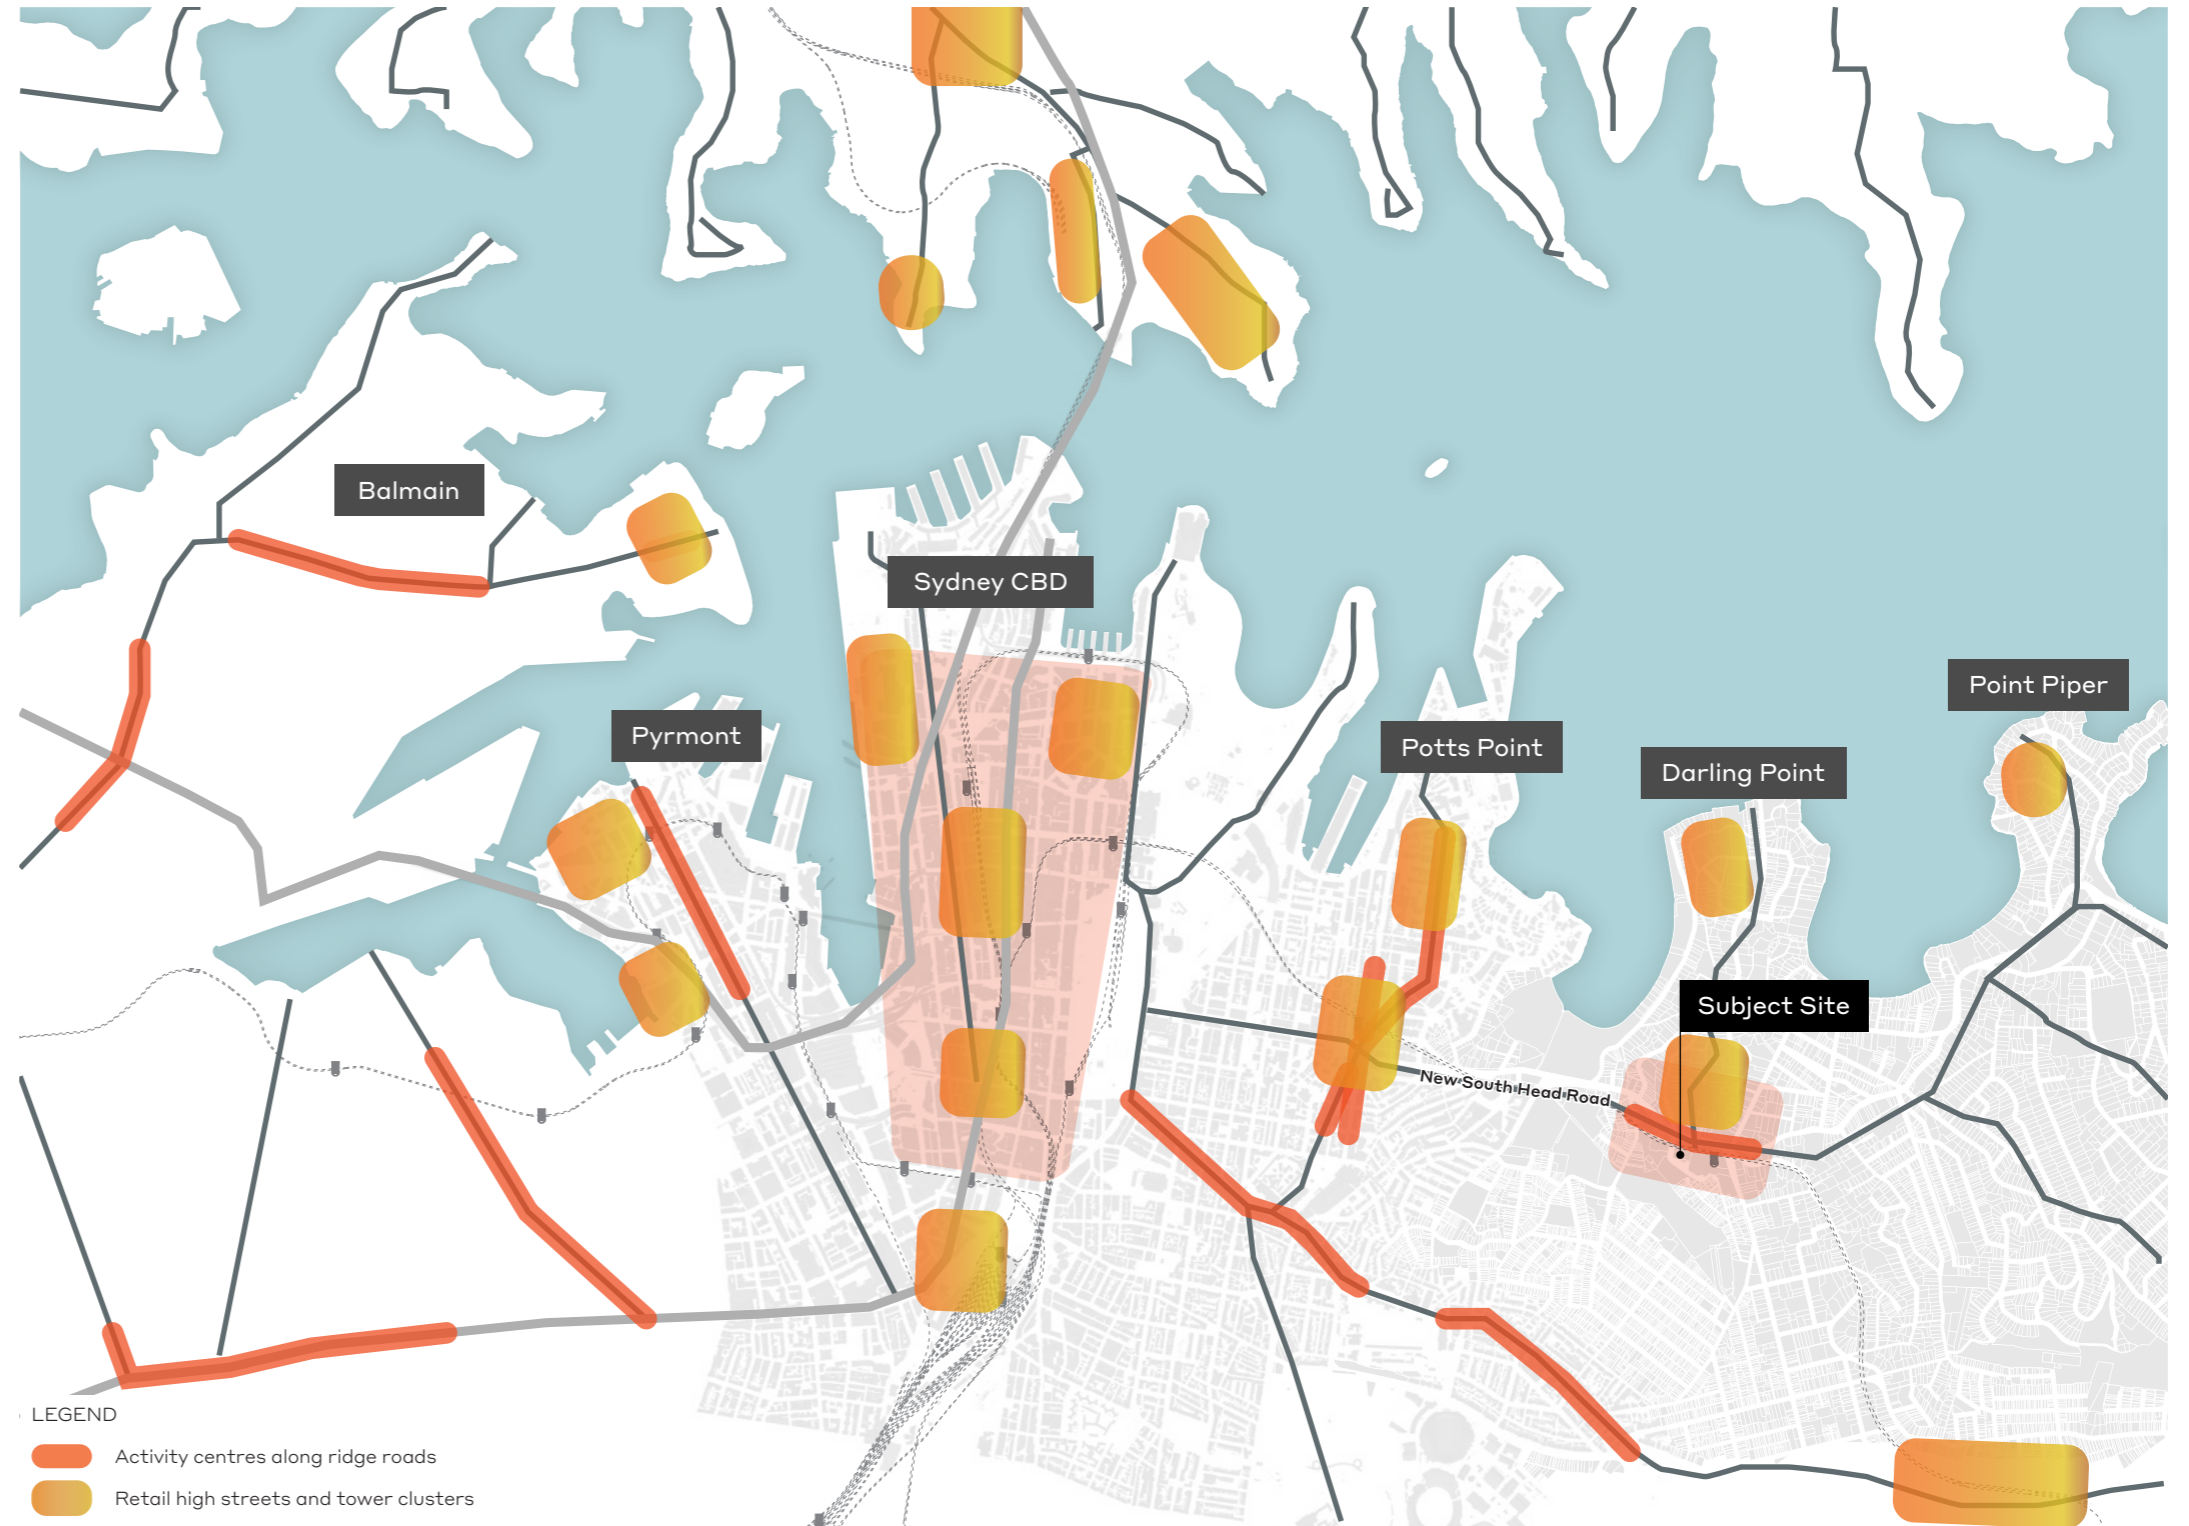 Balmain
Sydney CBD
Point Piper
Pyrmont
Potts Point
Darling Point
Subject Site
New South Head Road
LEGEND
Activity centres along ridge roads
Retail high streets and tower clusters